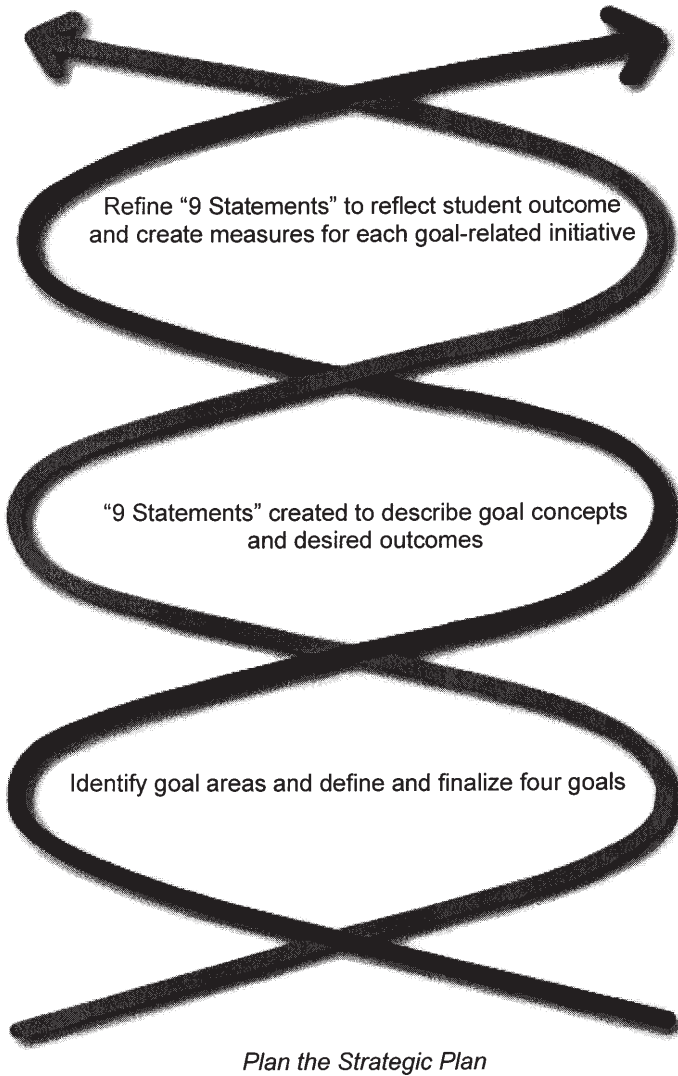 Refine “9 Statements” to reflect student outcome
and create measures for each goal-related initiative
“9 Statements” created to describe goal concepts
and desired outcomes
Identify goal areas and define and finalize four goals
Plan the Strategic Plan